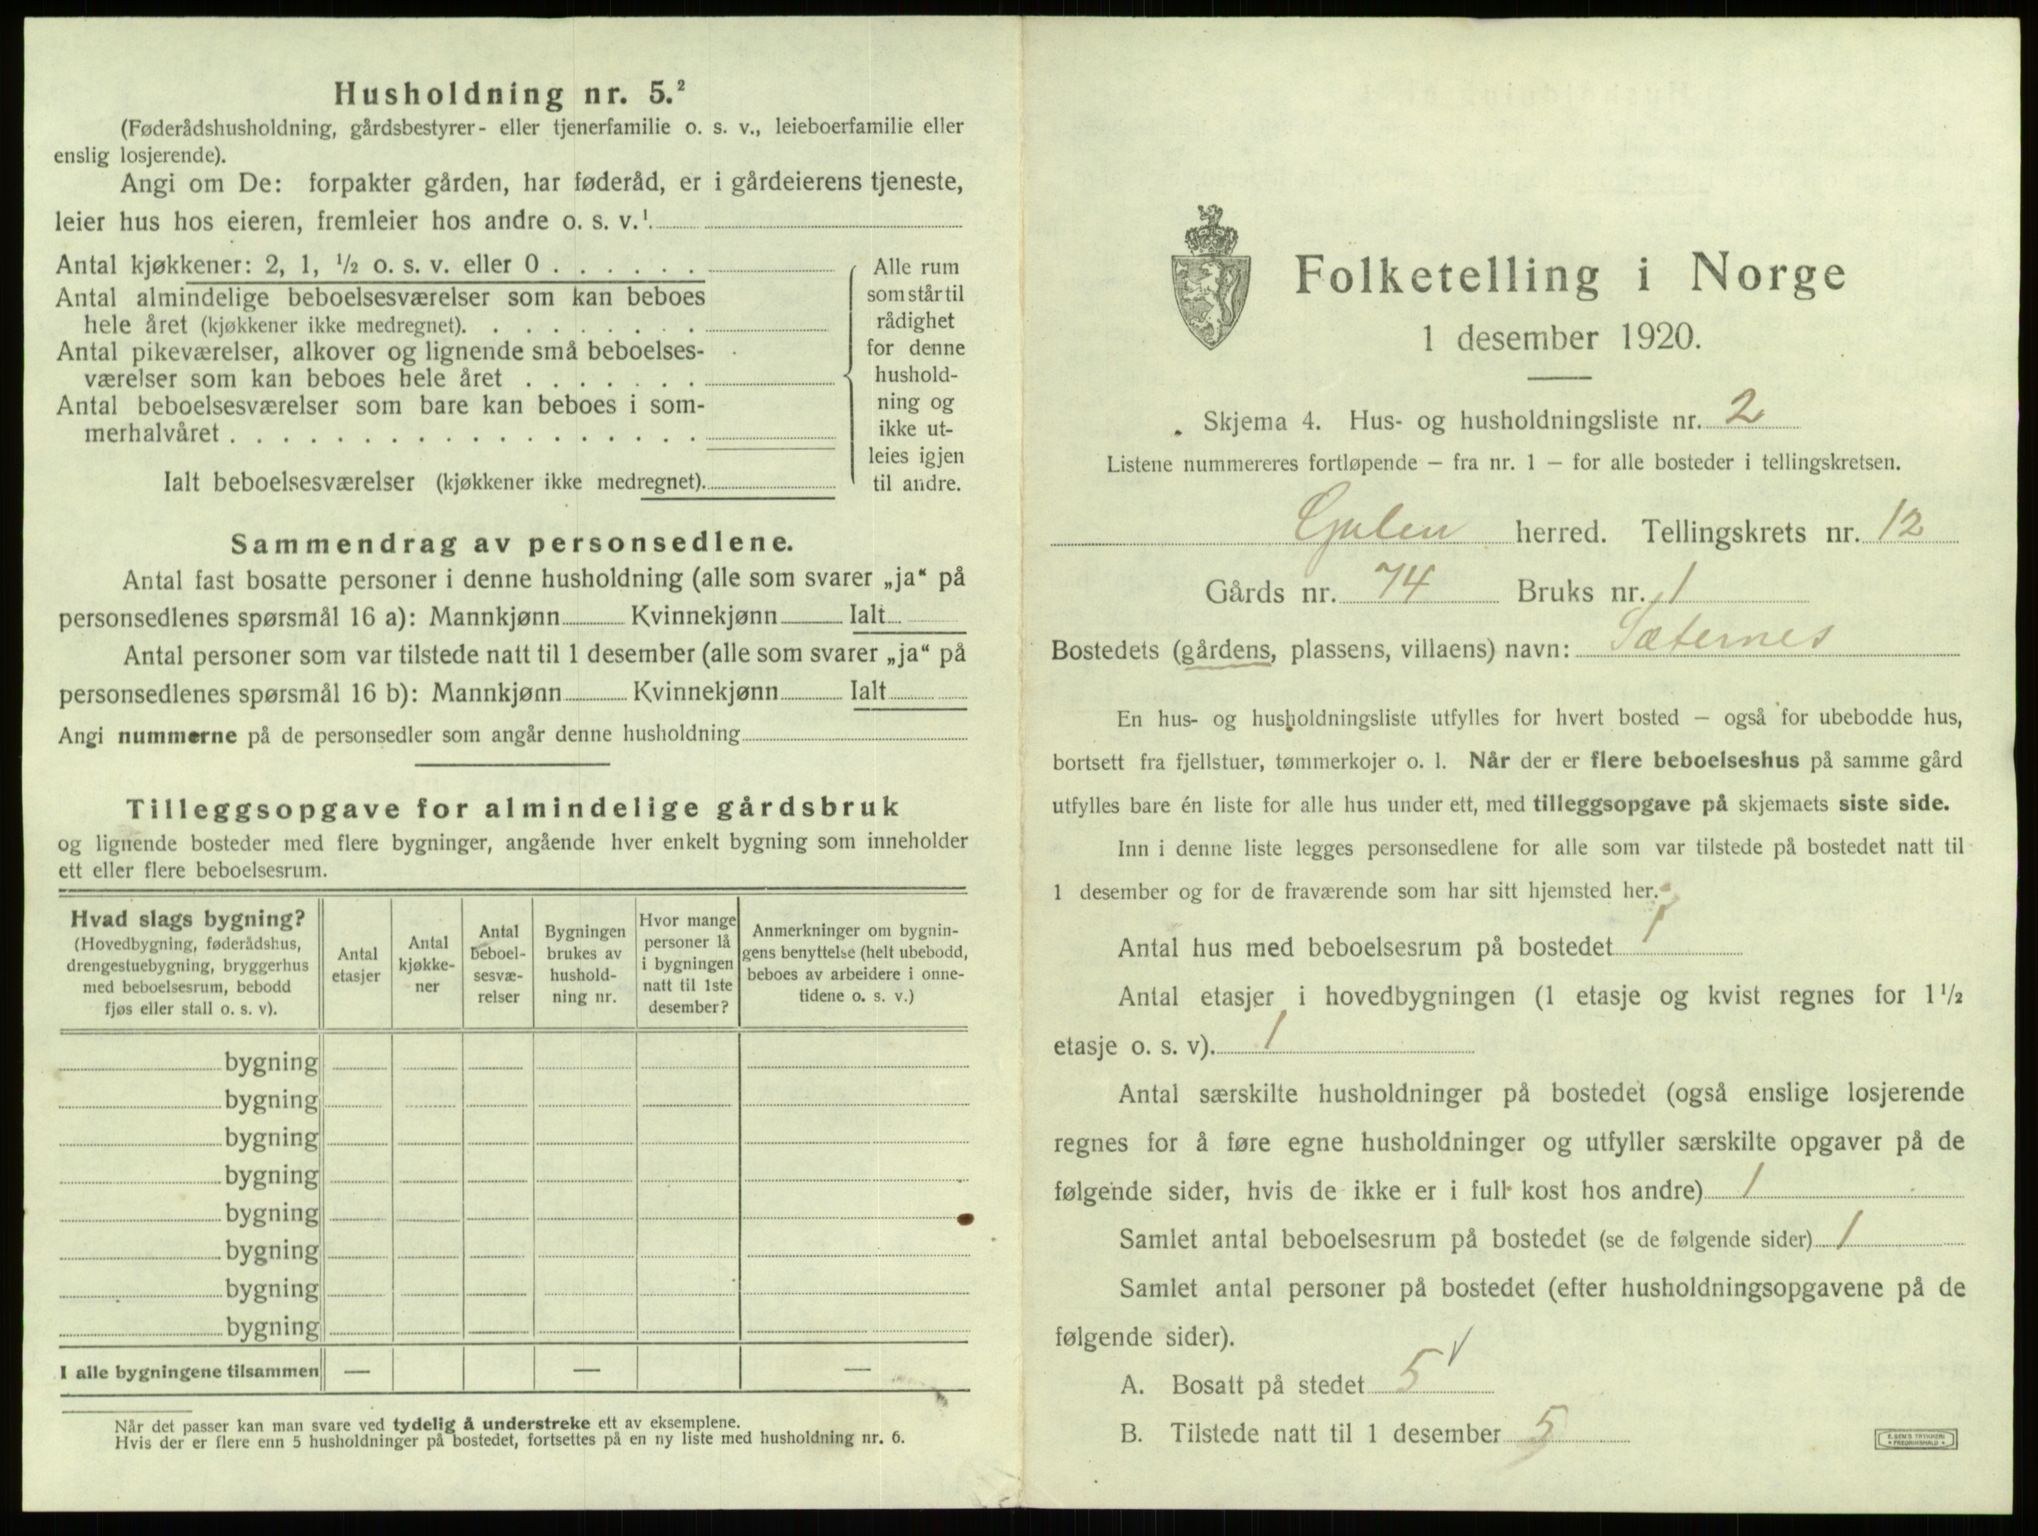 Husholdning nr. 5.²
(Føderådshusholdning, gårdsbestyrer- eller tjenerfamilie o. s. v., leieboerfamilie eller
enslig losjerende).
Angi om De: forpakter gården, har føderåd, er i gårdeierens tjeneste,
leier hus hos eieren, fremleier hos andre o. s. v.¹
Antal kjøkkener: 2, 1, ½ o. s. v. eller 0 . . . . . .
Antal almindelige beboelsesværelser som kan beboes
hele året (kjøkkener ikke medregnet). . . . . . . . .
Antal pikeværelser, alkover og lignende små beboelses-
værelser som kan beboes hele året . . . . . . .
Antal beboelsesværelser som bare kan beboes i som-
merhalvåret . . . . . . . . . . . . . . . . . .
Ialt beboelsesværelser (kjøkkener ikke medregnet).
Alle rum
som står til
rådighet
for denne
hushold-
ning og
ikke ut-
leies igjen
til andre.
Sammendrag av personsedlene.
Antal fast bosatte personer i denne husholdning (alle som svarer „ja“ på
personsedlenes spørsmål 16 a): Mannkjønn Kvinnekjønn Ialt
Antal personer som var tilstede natt til 1 desember (alle som svarer „ja“ på
personsedlenes spørsmål 16 b): Mannkjønn Kvinnekjønn Ialt
Angi nummerne på de personsedler som angår denne husholdning
Tilleggsopgave for almindelige gårdsbruk
og lignende bosteder med flere bygninger, angående hver enkelt bygning som inneholder
ett eller flere beboelsesrum.
Hvad slags bygning?
(Hovedbygning, føderådshus,
drengestuebygning, bryggerhus
med beboelsesrum, bebodd
fjøs eller stall o. s. v).
Antal
etasjer
Antal
kjøkke-
ner
Antal
beboel-
sesvæ-
relser
Bygningen
brukes av
hushold-
ning nr.
Hvor mange
personer lå
i bygningen
natt til 1ste
desember?
Anmerkninger om bygnin-
gens benyttelse (helt ubebodd,
beboes av arbeidere i onne-
tidene o. s. v.)
bygning
bygning
bygning
bygning
bygning
bygning
bygning
bygning
I alle bygningene tilsammen — — —
Når det passer kan man svare ved tydelig å understreke ett av eksemplene.
Hvis der er flere enn 5 husholdninger på bostedet, fortsettes på en ny liste med husholdning nr. 6.
Folketelling i Norge
1 desember 1920.
Skjema 4. Hus- og husholdningsliste nr. 2
Listene nummereres fortløpende – fra nr. 1 – for alle bosteder i tellingskretsen.
Gulen herred. Tellingskrets nr. 12
Gårds nr. 74 Bruks nr. 1
Bostedets (gårdens, plassens, villaens) navn: Sæternes
En hus- og husholdningsliste utfylles for hvert bosted – også for ubebodde hus,
bortsett fra fjellstuer, tømmerkojer o. l. Når der er flere beboelseshus på samme gård
utfylles bare én liste for alle hus under ett, med tilleggsopgave på skjemaets siste side.
Inn i denne liste legges personsedlene for alle som var tilstede på bostedet natt til
1 desember og for de fraværende som har sitt hjemsted her.
Antal hus med beboelsesrum på bostedet 1
Antal etasjer i hovedbygningen (1 etasje og kvist regnes for 1½
etasje o. s. v). 1
Antal særskilte husholdninger på bostedet (også enslige losjerende
regnes for å føre egne husholdninger og utfyller særskilte opgaver på de
følgende sider, hvis de ikke er i full kost hos andre) 1
Samlet antal beboelsesrum på bostedet (se de følgende sider) 1
Samlet antal personer på bostedet (efter husholdningsopgavene på de
følgende sider).
A. Bosatt på stedet 5 √
B. Tilstede natt til 1 desember 5
E. SEM'S TRYKKERI
• FREDRIKSHALD •